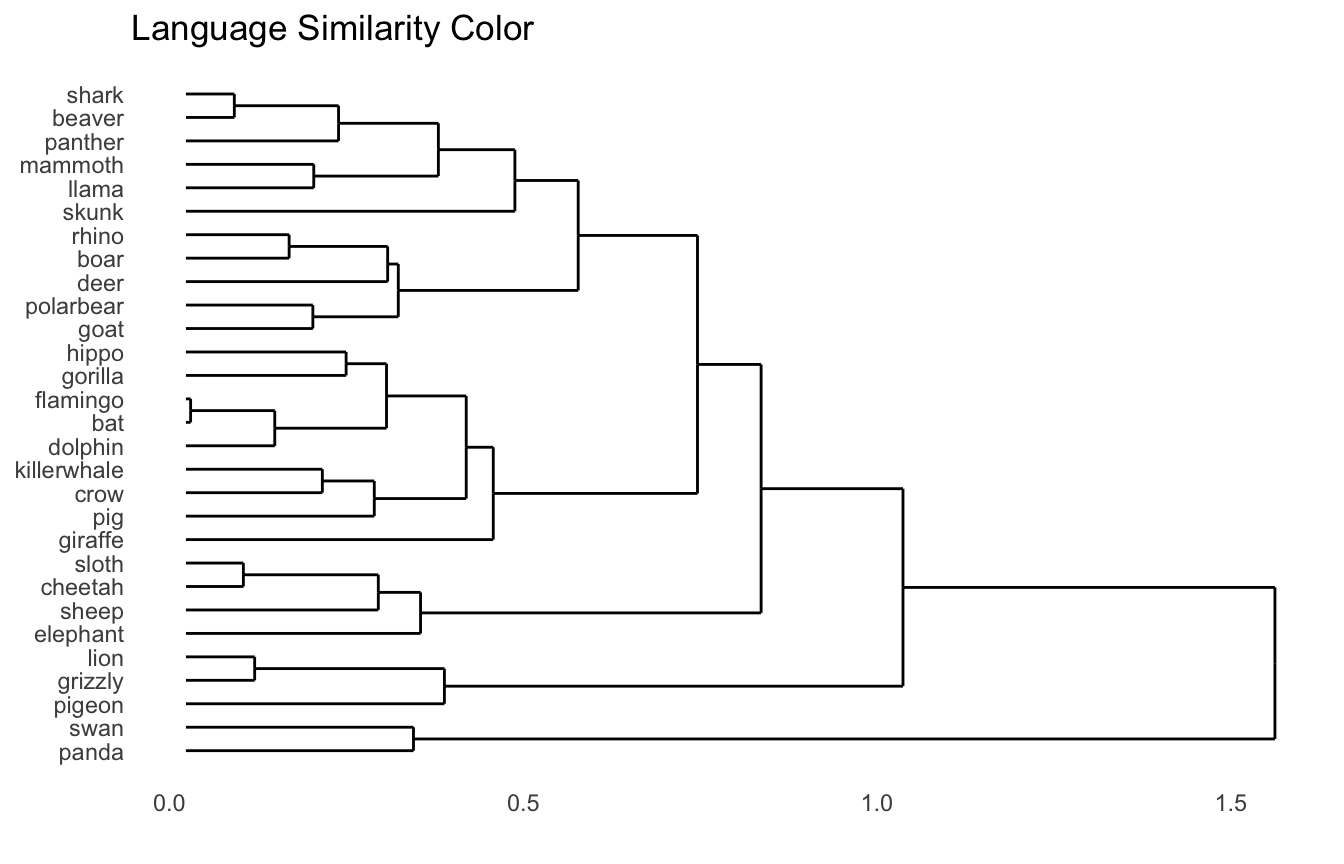 Language Similarity Color
shark
beaver
panther
mammoth
llama
skunk
rhino
boar
deer
polarbear
goat
hippo
gorilla
flamingo
bat
dolphin
killerwhale
crow
pig
giraffe
sloth
cheetah
sheep
elephant
lion
grizzly
pigeon
swan
panda
0.0 0.5 1.0 1.5